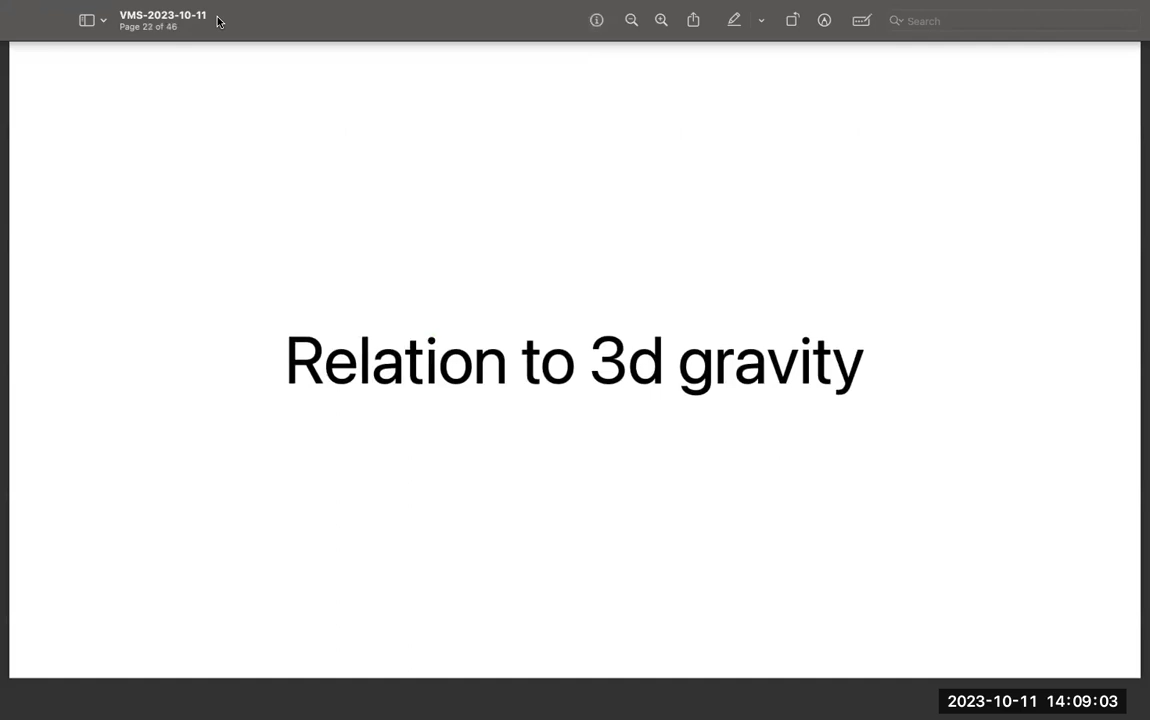 VMS-2023-10-11
Page 22 of 46
Search
Relation to 3d gravity
2023-10-11 14:09:03